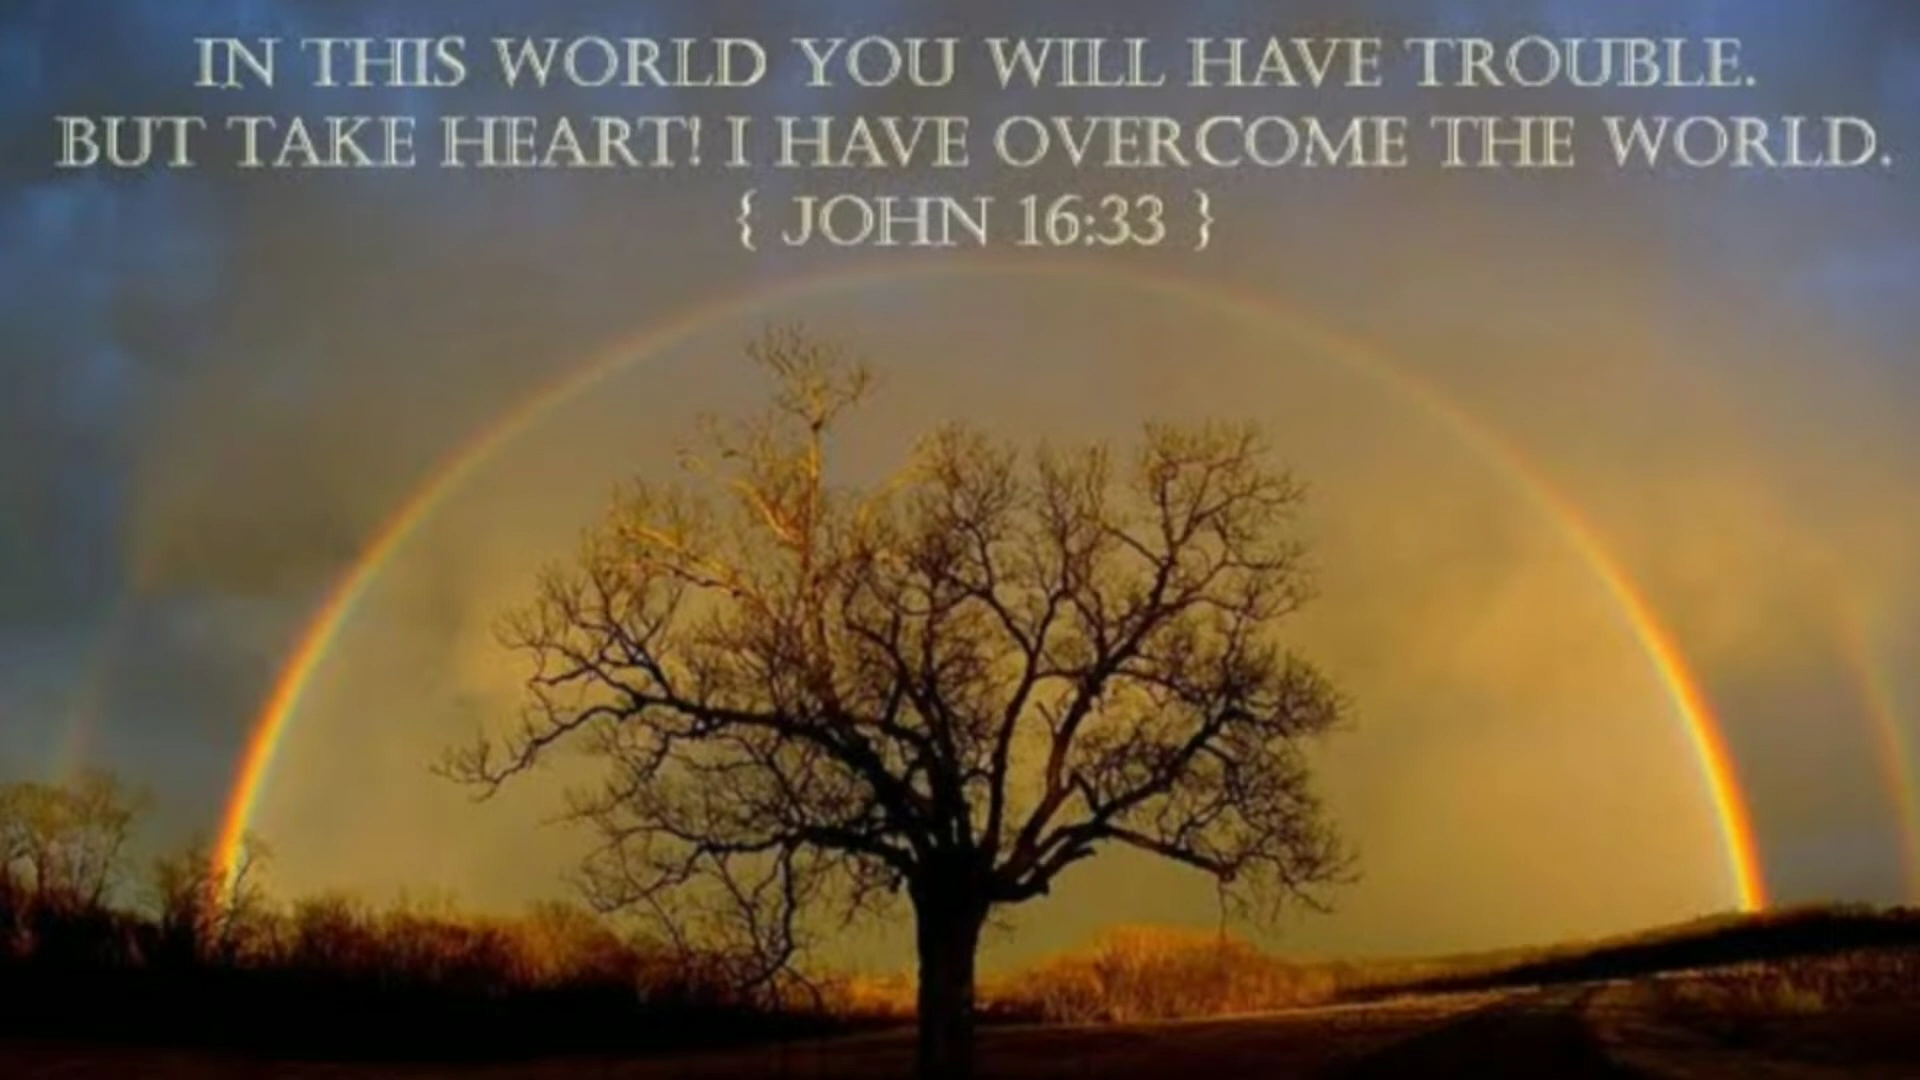 IN THIS WORLD YOU WILL HAVE TROUBLE.
BUT TAKE HEART! I HAVE OVERCOME THE WORLD.
{ JOHN 16:33 }